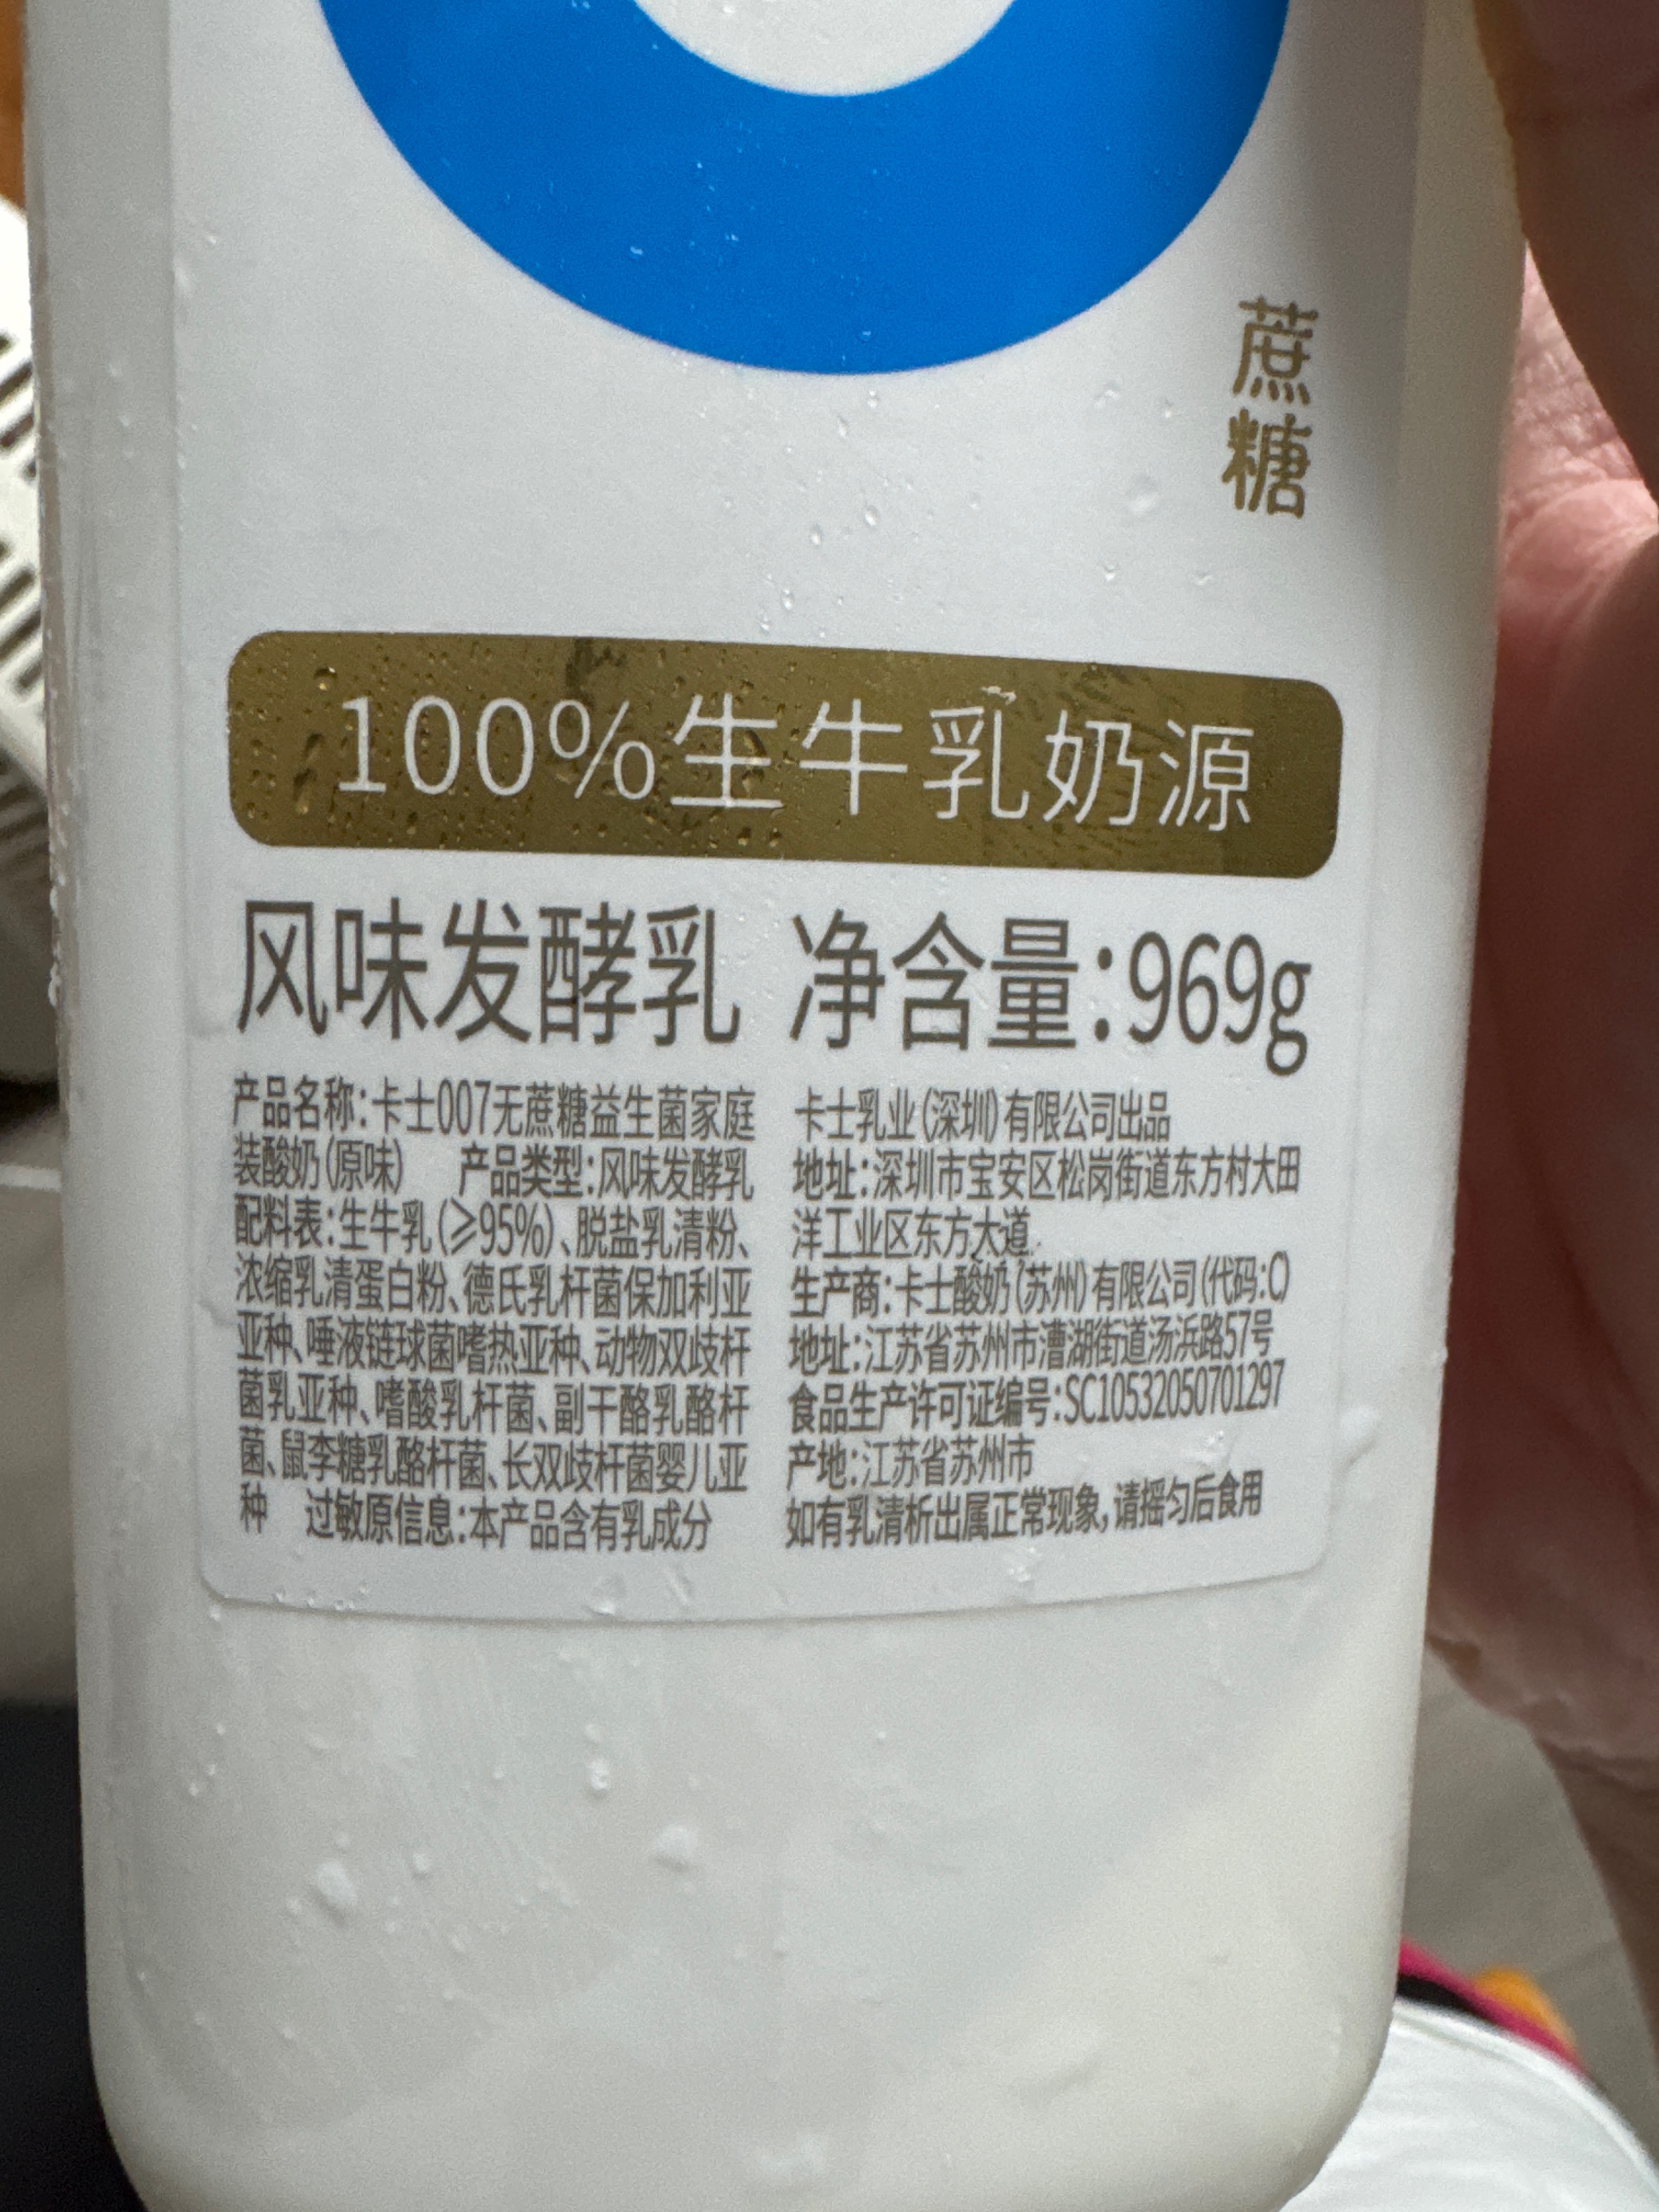 蔗糖
100%生牛乳奶源
风味发酵乳 净含量:969g
产品名称:卡士007无蔗糖益生菌家庭
装酸奶(原味) 产品类型:风味发酵乳
配料表:生牛乳(≥95%)、脱盐乳清粉、
浓缩乳清蛋白粉、德氏乳杆菌保加利亚
亚种、唾液链球菌嗜热亚种、动物双歧杆
菌乳亚种、嗜酸乳杆菌、副干酪乳酪杆
菌、鼠李糖乳酪杆菌、长双歧杆菌婴儿亚
种 过敏原信息:本产品含有乳成分
卡士乳业(深圳)有限公司出品
地址:深圳市宝安区松岗街道东方村大田
洋工业区东方大道
生产商:卡士酸奶(苏州)有限公司(代码:C)
地址:江苏省苏州市漕湖街道汤浜路57号
食品生产许可证编号:SC10532050701297
产地:江苏省苏州市
如有乳清析出属正常现象,请摇匀后食用